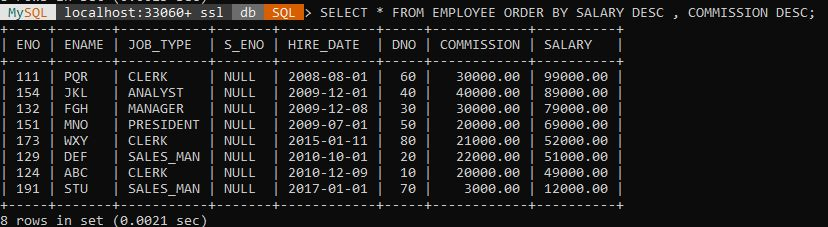 MySQL localhost:33060+ ssl db SQL > SELECT * FROM EMPLOYEE ORDER BY SALARY DESC , COMMISSION DESC;
+-----+-------+-----------+-------+------------+-----+------------+----------+
| ENO | ENAME | JOB_TYPE  | S_ENO | HIRE_DATE  | DNO | COMMISSION | SALARY   |
+-----+-------+-----------+-------+------------+-----+------------+----------+
| 111 | PQR   | CLERK     | NULL  | 2008-08-01 | 60  |   30000.00 | 99000.00 |
| 154 | JKL   | ANALYST   | NULL  | 2009-12-01 | 40  |   40000.00 | 89000.00 |
| 132 | FGH   | MANAGER   | NULL  | 2009-12-08 | 30  |   30000.00 | 79000.00 |
| 151 | MNO   | PRESIDENT | NULL  | 2009-07-01 | 50  |   20000.00 | 69000.00 |
| 173 | WXY   | CLERK     | NULL  | 2015-01-11 | 80  |   21000.00 | 52000.00 |
| 129 | DEF   | SALES_MAN | NULL  | 2010-10-01 | 20  |   22000.00 | 51000.00 |
| 124 | ABC   | CLERK     | NULL  | 2010-12-09 | 10  |   20000.00 | 49000.00 |
| 191 | STU   | SALES_MAN | NULL  | 2017-01-01 | 70  |    3000.00 | 12000.00 |
+-----+-------+-----------+-------+------------+-----+------------+----------+
8 rows in set (0.0021 sec)